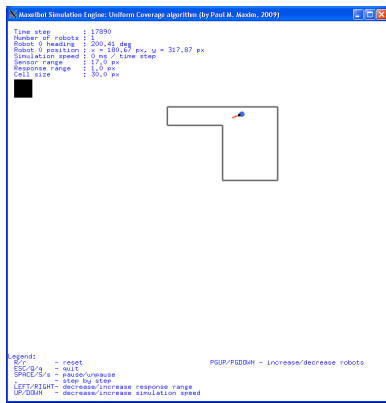 Maxelbot Simulation Engine: Uniform Coverage algorithm (by Paul M. Maxim, 2009)
Time step : 17890
Number of robots : 1
Robot 0 heading : 200.41 deg
Robot 0 position : x = 180.67 px, y = 317.87 px
Simulation speed : 0 ms / time step
Sensor range : 17.0 px
Response range : 1.0 px
Cell size : 30.0 px
Legend:
R/r - reset
PGUP/PGDOWN - increase/decrease robots
ESC/Q/q - quit
SPACE/S/s - pause/unpause
. - step by step
LEFT/RIGHT- decrease/increase response range
UP/DOWN - decrease/increase simulation speed